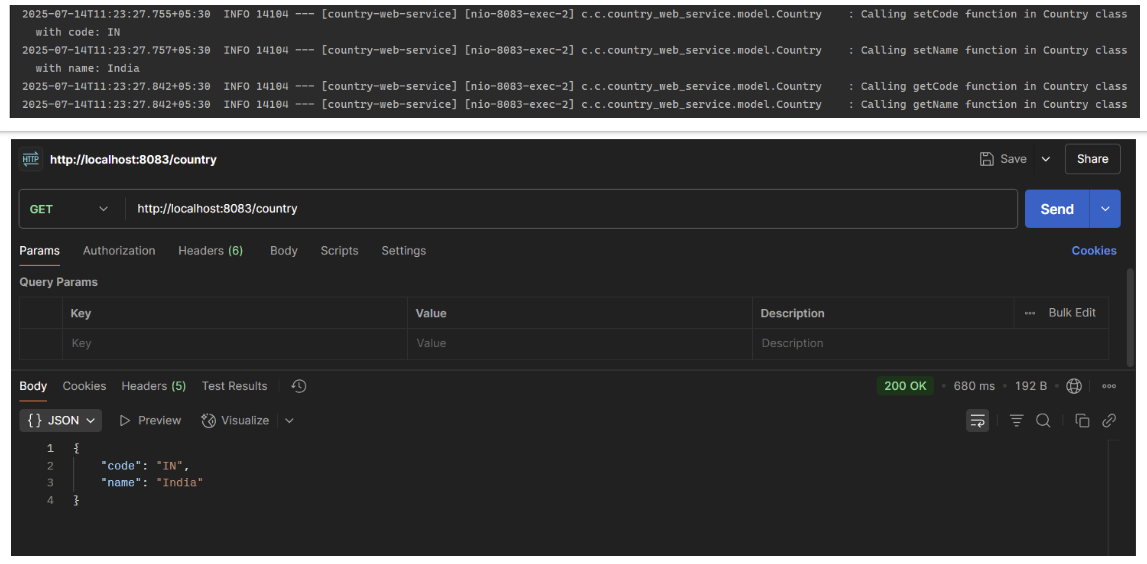 2025-07-14T11:23:27.755+05:30  INFO 14104 --- [country-web-service] [nio-8083-exec-2] c.c.country_web_service.model.Country    : Calling setCode function in Country class
with code: IN
2025-07-14T11:23:27.757+05:30  INFO 14104 --- [country-web-service] [nio-8083-exec-2] c.c.country_web_service.model.Country    : Calling setName function in Country class
with name: India
2025-07-14T11:23:27.842+05:30  INFO 14104 --- [country-web-service] [nio-8083-exec-2] c.c.country_web_service.model.Country    : Calling getCode function in Country class
2025-07-14T11:23:27.842+05:30  INFO 14104 --- [country-web-service] [nio-8083-exec-2] c.c.country_web_service.model.Country    : Calling getName function in Country class
HTTP http://localhost:8083/country Save Share
GET http://localhost:8083/country Send
Params Authorization Headers (6) Body Scripts Settings Cookies
Query Params
Key Value Description Bulk Edit
Key Value Description
Body Cookies Headers (5) Test Results 200 OK 680 ms 192 B
{} JSON Preview Visualize
1 {
2 "code": "IN",
3 "name": "India"
4 }